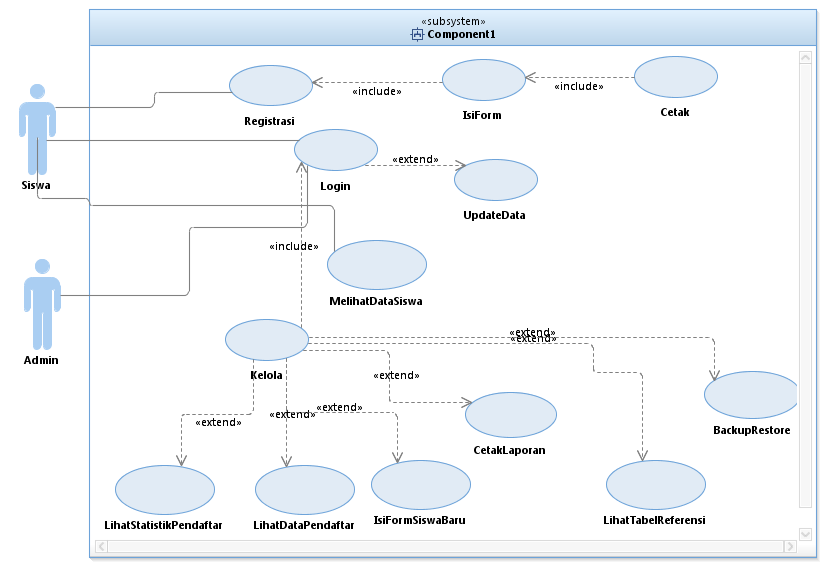 «subsystem»
Component1
Registrasi
«include»
IsiForm
«include»
Cetak
Siswa
Login
«extend»
UpdateData
«include»
MelihatDataSiswa
Admin
Kelola
«extend»
«extend»
«extend»
«extend»
«extend»
«extend»
CetakLaporan
BackupRestore
LihatStatistikPendaftar
LihatDataPendaftar
IsiFormSiswaBaru
LihatTabelReferensi